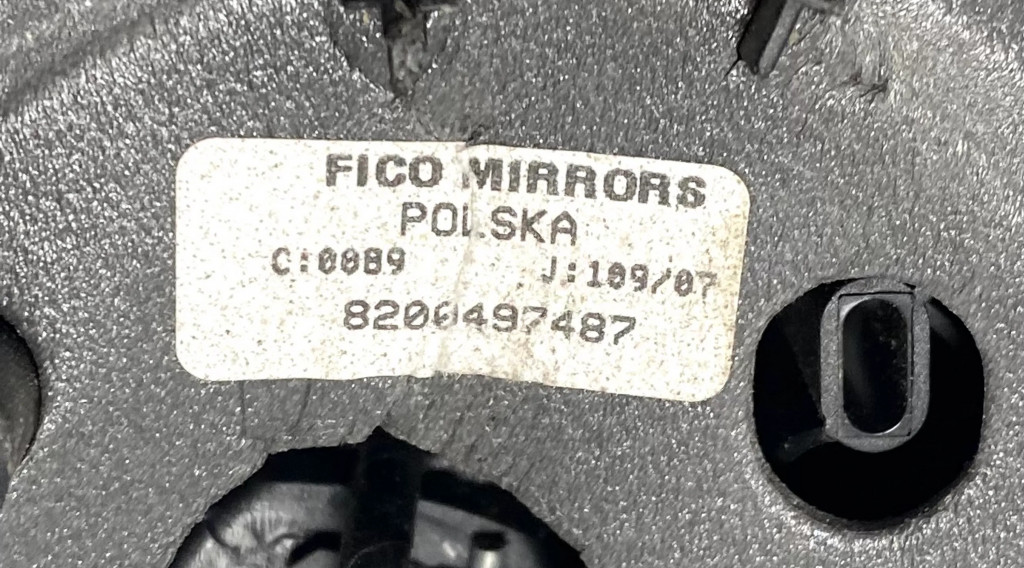 FICO MIRRORS
POLSKA
C:0089 J:109/07
8200497487